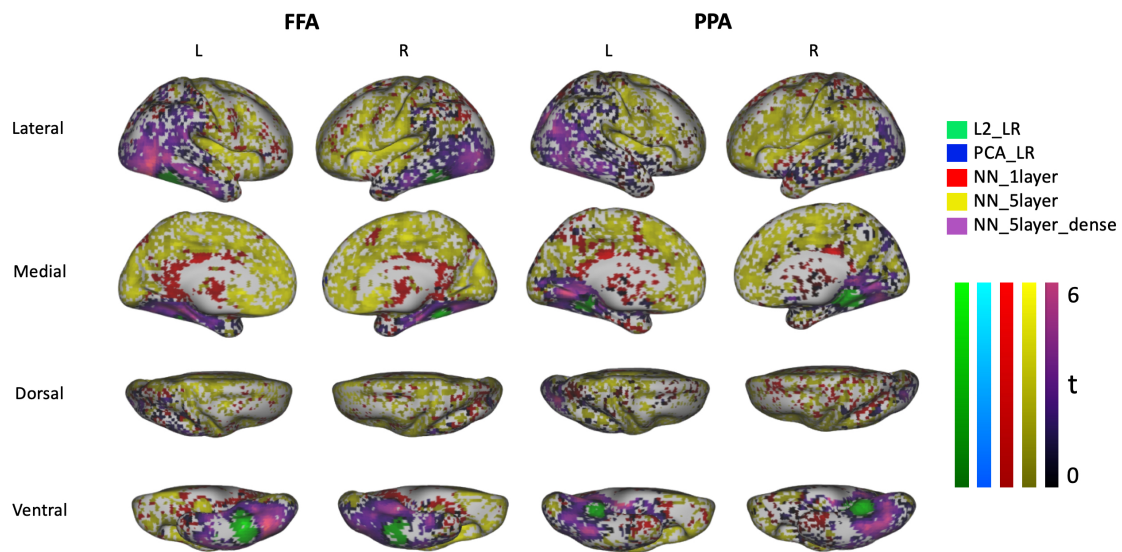 FFA PPA
L R L R
Lateral
L2_LR
PCA_LR
NN_1layer
NN_5layer
NN_5layer_dense
Medial
6
t
0
Dorsal
Ventral